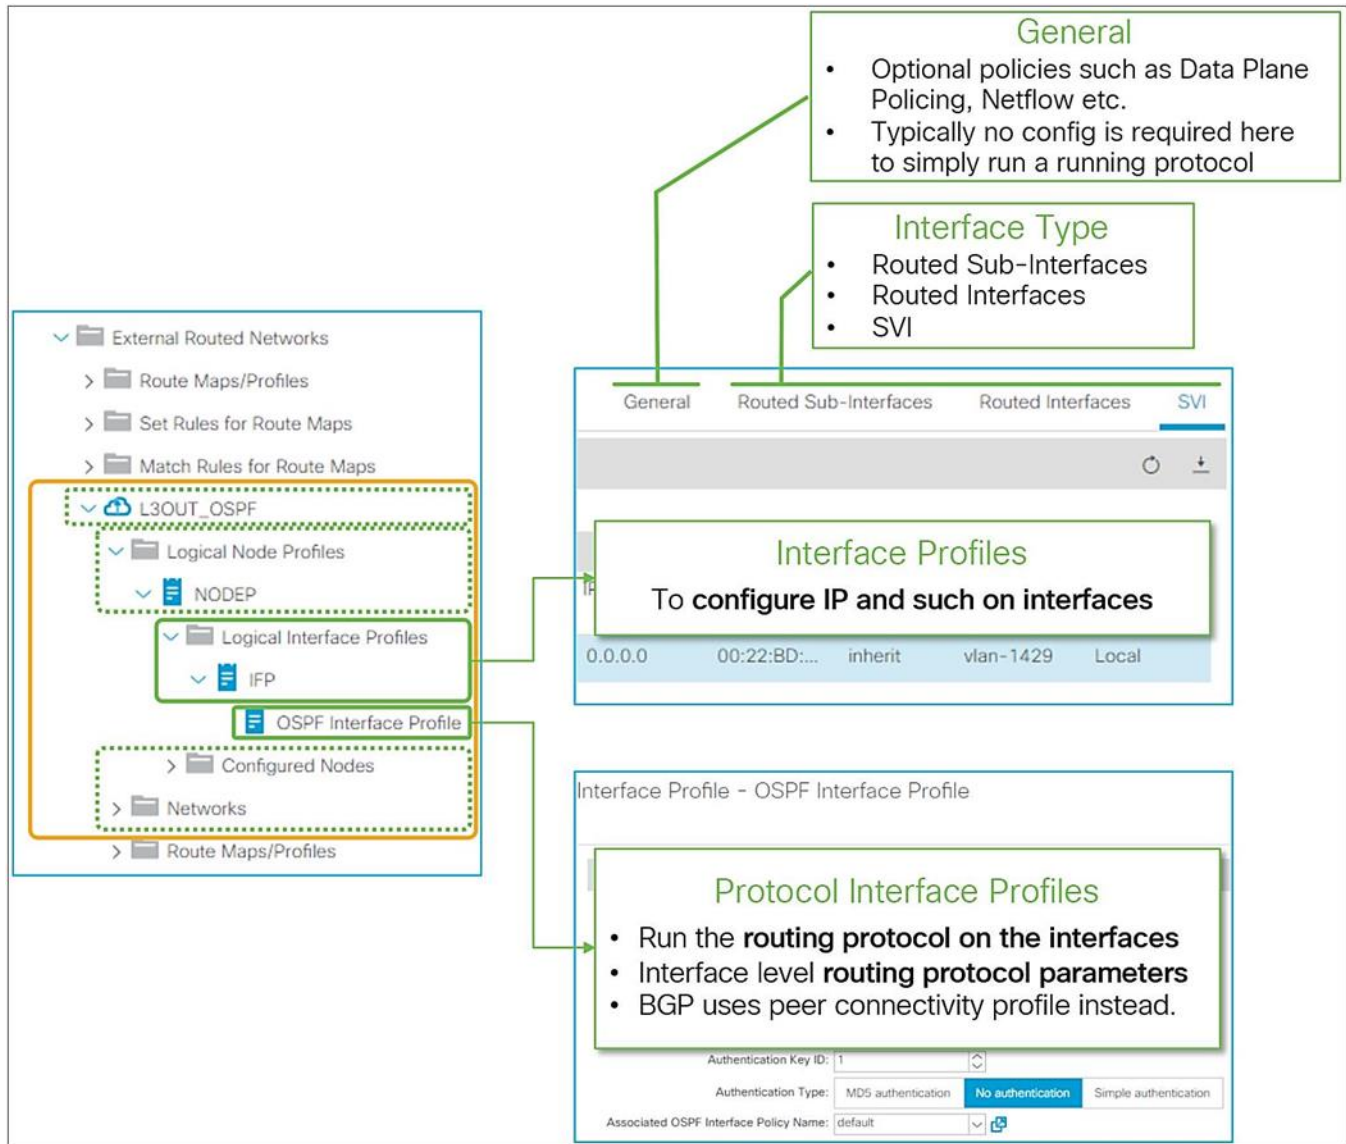 General
• Optional policies such as Data Plane
Policing, Netflow etc.
• Typically no config is required here
to simply run a running protocol
Interface Type
• Routed Sub-Interfaces
• Routed Interfaces
• SVI
External Routed Networks
Route Maps/Profiles
Set Rules for Route Maps
Match Rules for Route Maps
L3OUT_OSPF
Logical Node Profiles
NODEP
Logical Interface Profiles
IFP
OSPF Interface Profile
Configured Nodes
Networks
Route Maps/Profiles
General Routed Sub-Interfaces Routed Interfaces SVI
Interface Profiles
To configure IP and such on interfaces
0.0.0.0 00:22:BD:... inherit vlan-1429 Local
Interface Profile - OSPF Interface Profile
Protocol Interface Profiles
• Run the routing protocol on the interfaces
• Interface level routing protocol parameters
• BGP uses peer connectivity profile instead.
Authentication Key ID: 1
Authentication Type: MD5 authentication No authentication Simple authentication
Associated OSPF Interface Policy Name: default